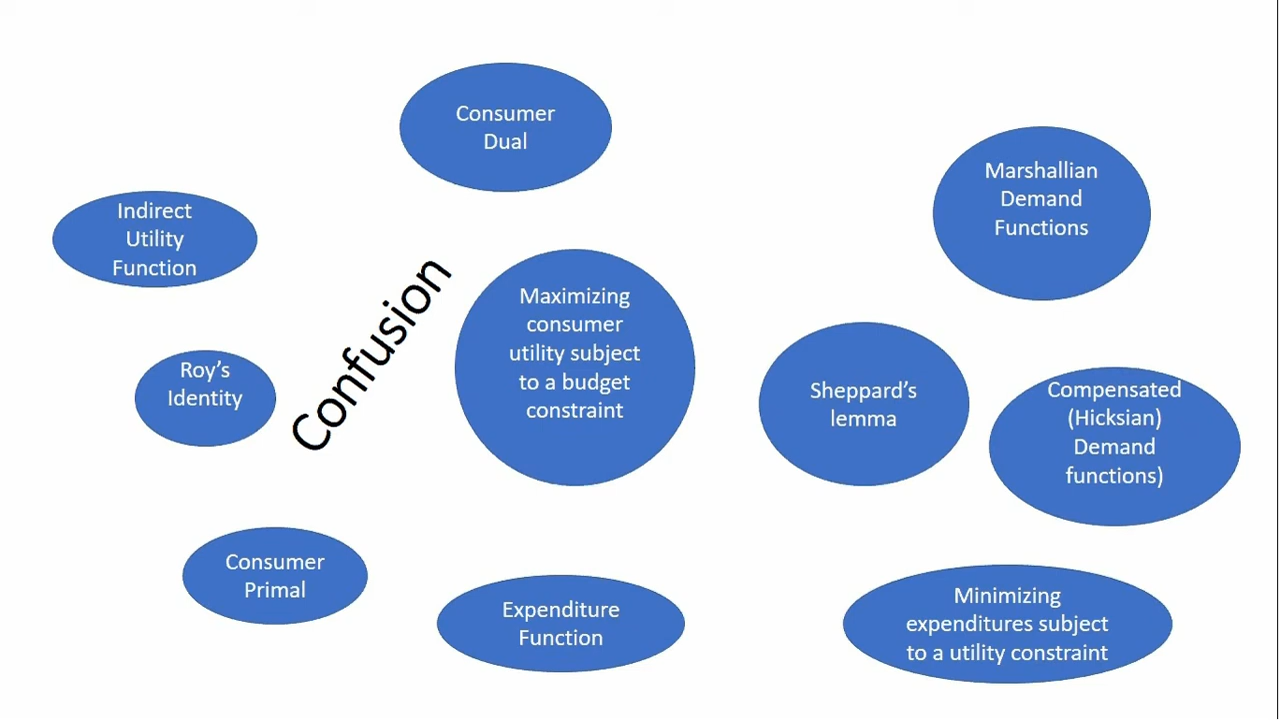 Consumer
Dual
Marshallian
Demand
Functions
Indirect
Utility
Function
Confusion
Maximizing
consumer
utility subject
to a budget
constraint
Roy's
Identity
Sheppard's
lemma
Compensated
(Hicksian)
Demand
functions)
Consumer
Primal
Expenditure
Function
Minimizing
expenditures subject
to a utility constraint